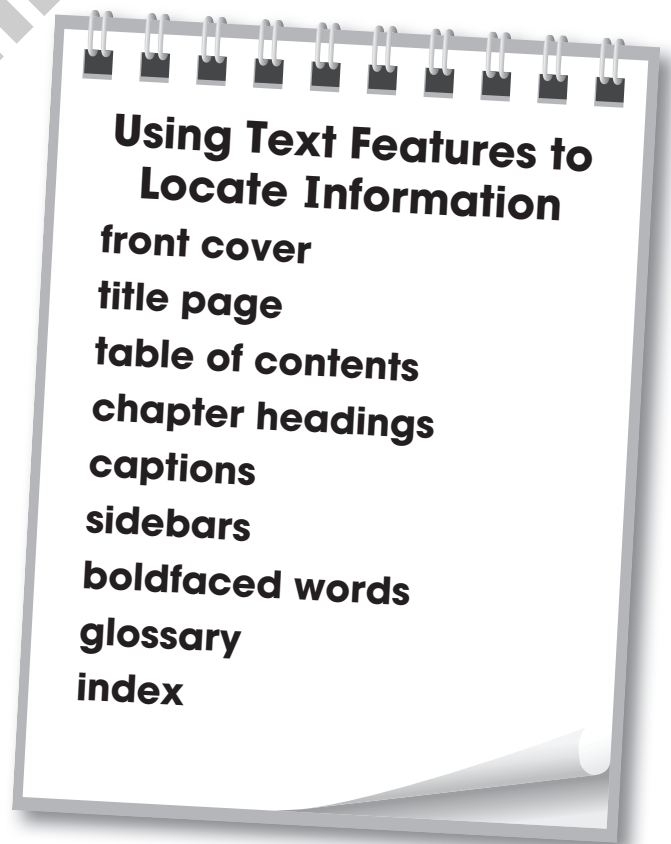 Using Text Features to
Locate Information
front cover
title page
table of contents
chapter headings
captions
sidebars
boldfaced words
glossary
index